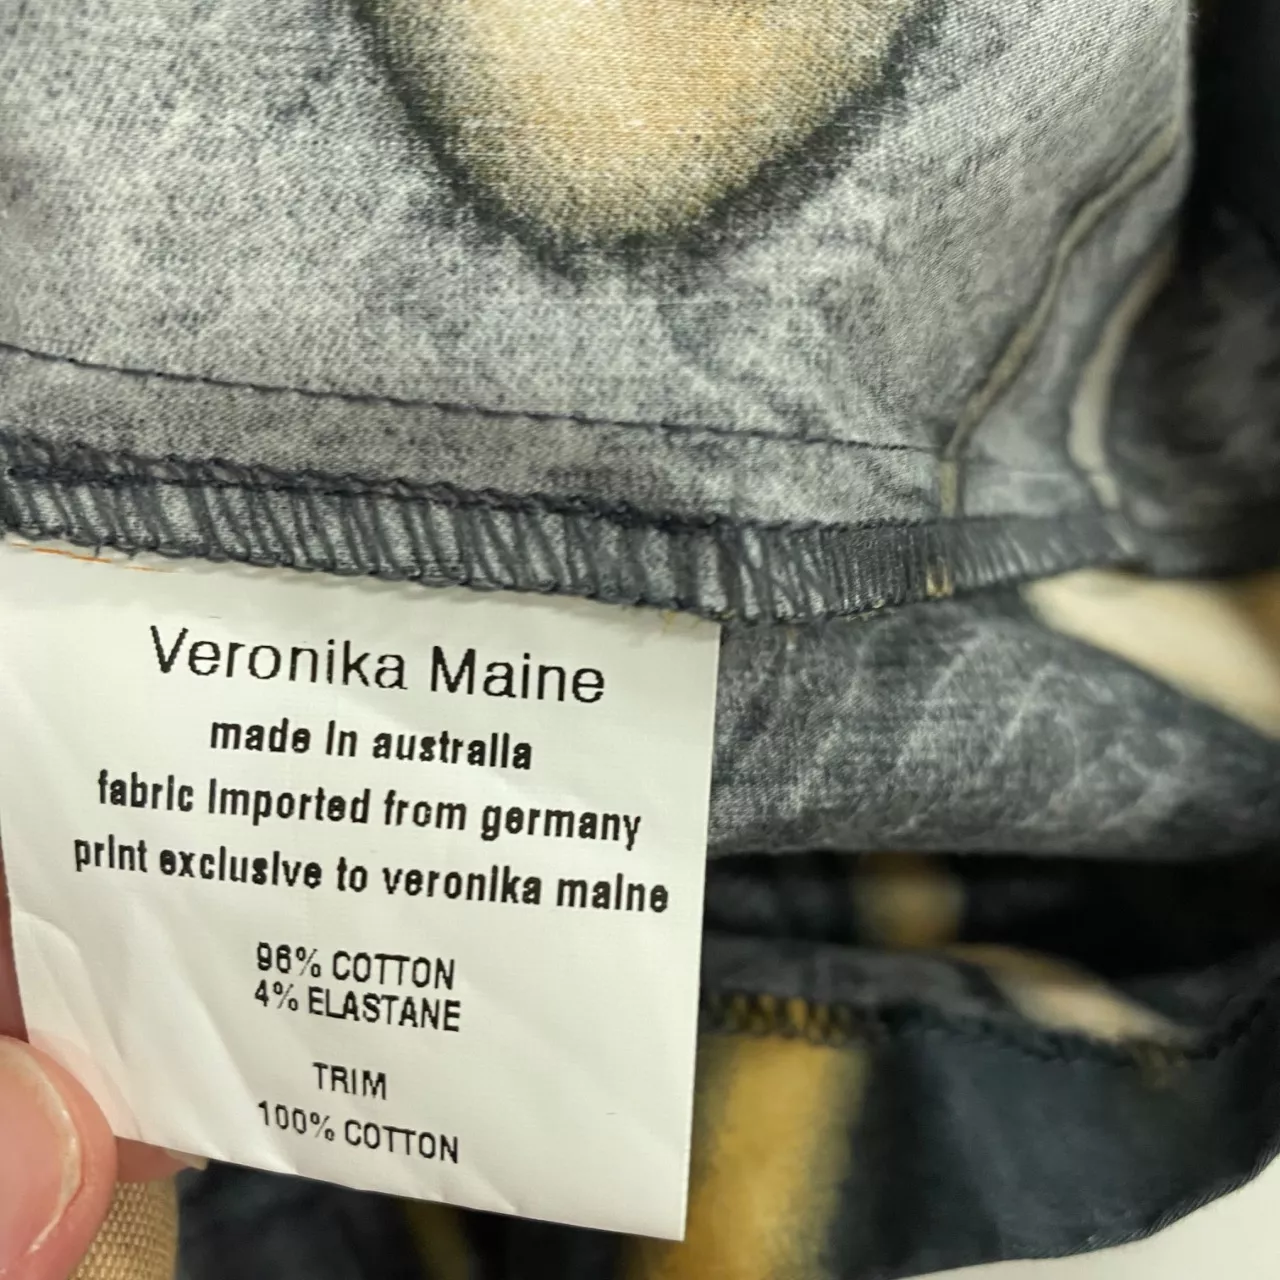 Veronika Maine
made in australia
fabric imported from germany
print exclusive to veronika maine
96% COTTON
4% ELASTANE
TRIM
100% COTTON